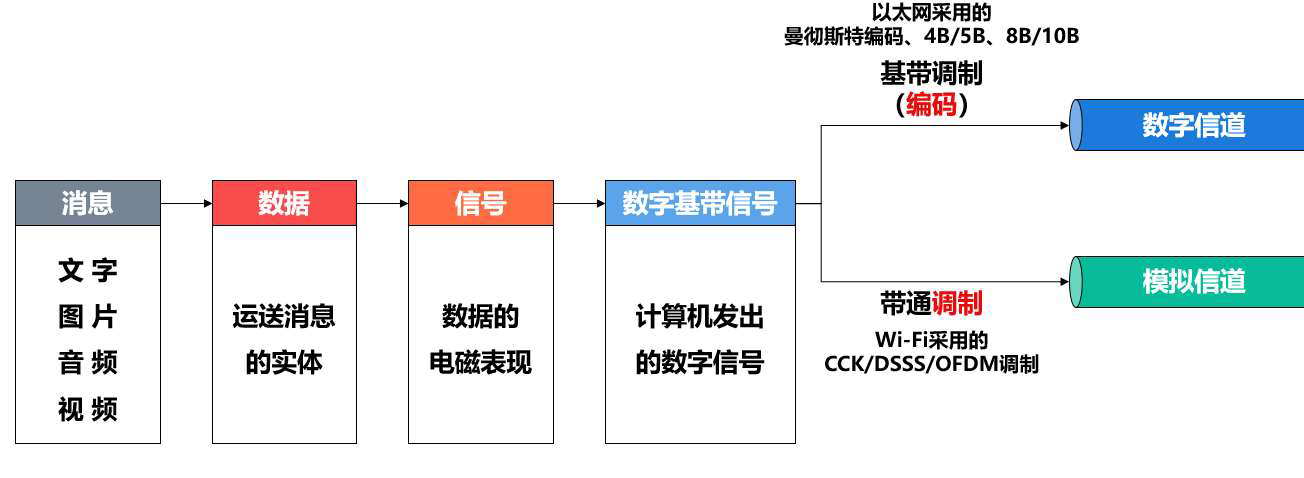 以太网采用的
曼彻斯特编码、4B/5B、8B/10B
基带调制
（编码）
数字信道
消息
数据
信号
数字基带信号
文 字
图 片
音 频
视 频
运送消息
的实体
数据的
电磁表现
计算机发出
的数字信号
模拟信道
带通调制
Wi-Fi采用的
CCK/DSSS/OFDM调制